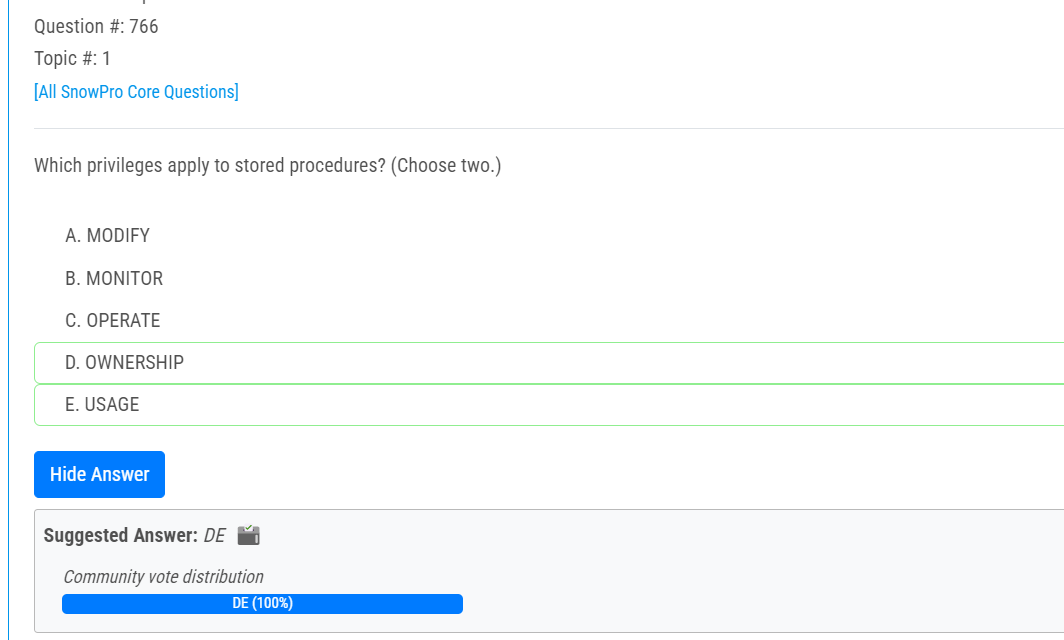 Question #: 766
Topic #: 1
[All SnowPro Core Questions]
Which privileges apply to stored procedures? (Choose two.)
A. MODIFY
B. MONITOR
C. OPERATE
D. OWNERSHIP
E. USAGE
Hide Answer
Suggested Answer: DE
Community vote distribution
DE (100%)